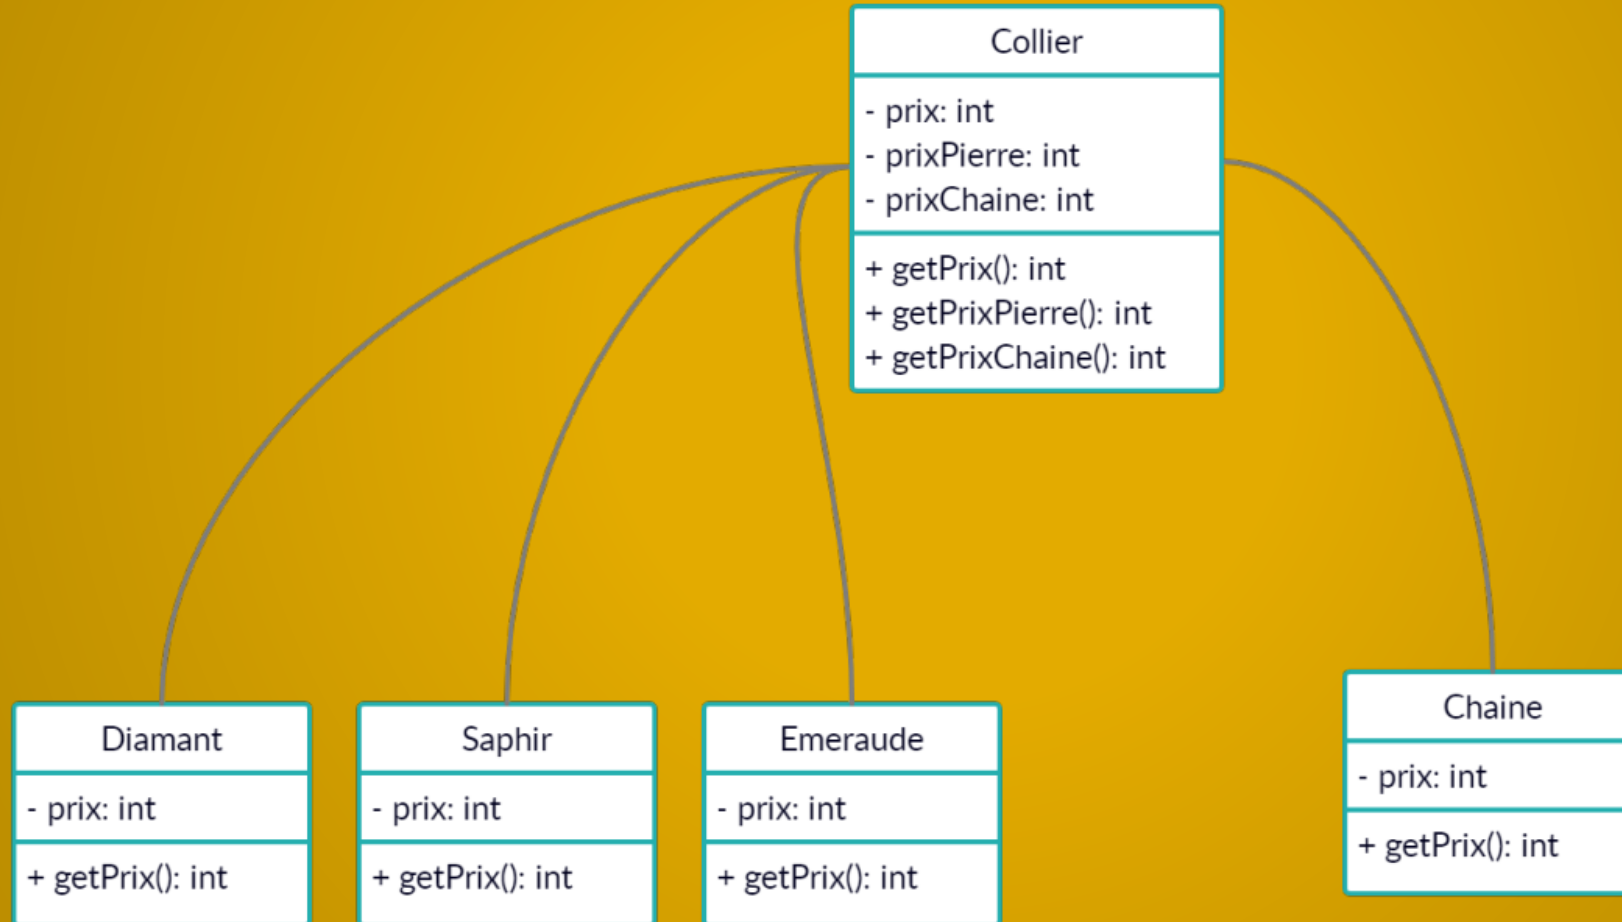 Collier
- prix: int
- prixPierre: int
- prixChaine: int
+ getPrix(): int
+ getPrixPierre(): int
+ getPrixChaine(): int
Diamant
- prix: int
+ getPrix(): int
Saphir
- prix: int
+ getPrix(): int
Emeraude
- prix: int
+ getPrix(): int
Chaine
- prix: int
+ getPrix(): int